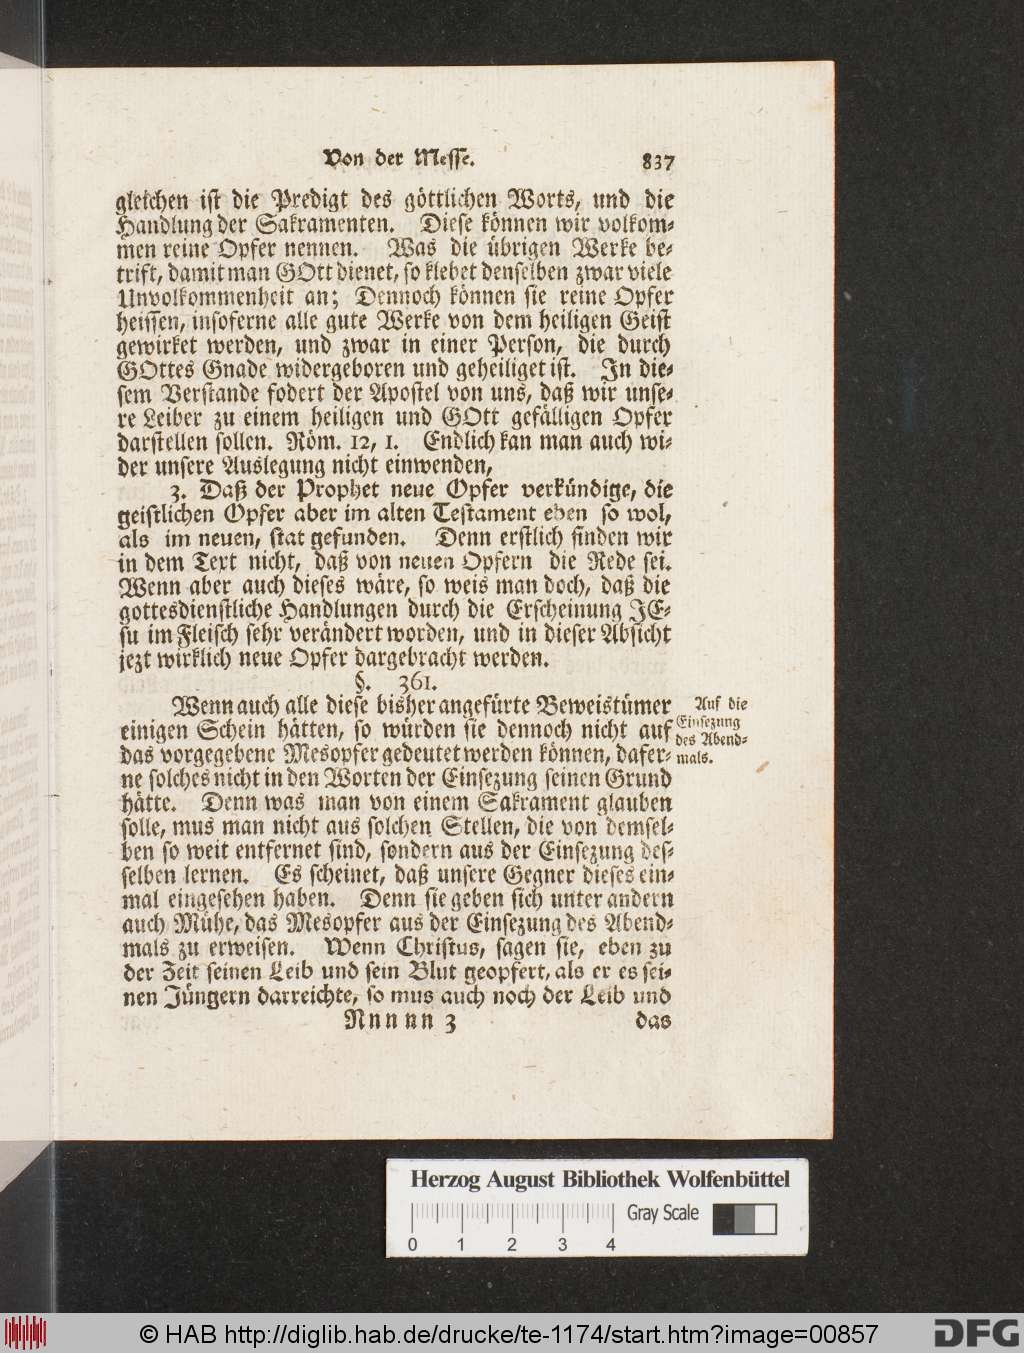 Von der Messe. 837
gleichen ist die Predigt des göttlichen Worts, und die
Handlung der Sakramenten. Diese können wir volkom-
men reine Opfer nennen. Was die übrigen Werke be-
trift, damit man GOtt dienet, so klebet denselben zwar viele
Unvolkommenheit an; Dennoch können sie reine Opfer
heissen, insoferne alle gute Werke von dem heiligen Geist
gewirket werden, und zwar in einer Person, die durch
GOttes Gnade widergeboren und geheiliget ist. In die-
sem Verstande fodert der Apostel von uns, daß wir unse-
re Leiber zu einem heiligen und GOtt gefälligen Opfer
darstellen sollen. Röm. 12, 1. Endlich kan man auch wi-
der unsere Auslegung nicht einwenden,
3. Daß der Prophet neue Opfer verkündige, die
geistlichen Opfer aber im alten Testament eben so wol,
als im neuen, stat gefunden. Denn erstlich finden wir
in dem Text nicht, daß von neuen Opfern die Rede sei.
Wenn aber auch dieses wäre, so weis man doch, daß die
gottesdienstliche Handlungen durch die Erscheinung JE-
su im Fleisch sehr verändert worden, und in dieser Absicht
jezt wirklich neue Opfer dargebracht werden.
§. 361.
Wenn auch alle diese bisher angefürte Beweistümer
einigen Schein hätten, so würden sie dennoch nicht auf
das vorgegebene Mesopfer gedeutet werden können, dafer-
ne solches nicht in den Worten der Einsezung seinen Grund
hätte. Denn was man von einem Sakrament glauben
solle, mus man nicht aus solchen Stellen, die von demsel-
ben so weit entfernet sind, sondern aus der Einsezung des-
selben lernen. Es scheinet, daß unsere Gegner dieses ein-
mal eingesehen haben. Denn sie geben sich unter andern
auch Mühe, das Mesopfer aus der Einsezung des Abend-
mals zu erweisen. Wenn Christus, sagen sie, eben zu
der Zeit seinen Leib und sein Blut geopfert, als er es sei-
nen Jüngern darreichte, so mus auch noch der Leib und
Nnn nn 3 das
Auf die
Einsezung
des Abend-
mals.
Herzog August Bibliothek Wolfenbüttel
Gray Scale
0 1 2 3 4
© HAB http://diglib.hab.de/drucke/te-1174/start.htm?image=00857
DFG